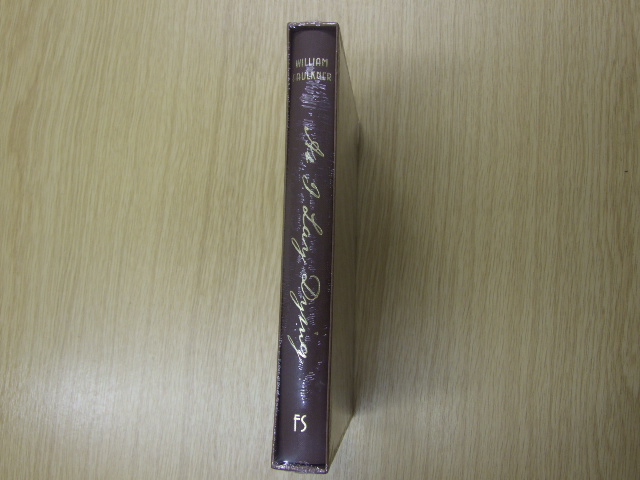 WILLIAM
FAULKNER
As I Lay Dying
FS